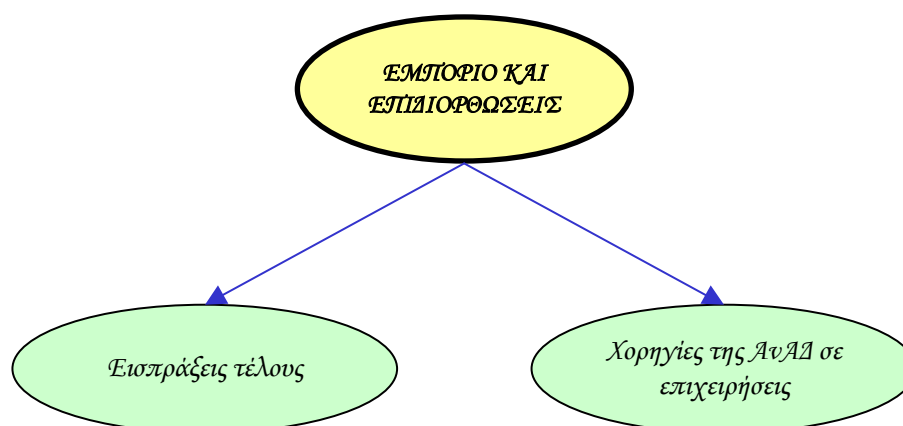 ΕΜΠΟΡΙΟ ΚΑΙ
ΕΠΙΔΙΟΡΘΩΣΕΙΣ
Εισπράξεις τέλους
Χορηγίες της ΑνΑΔ σε
επιχειρήσεις